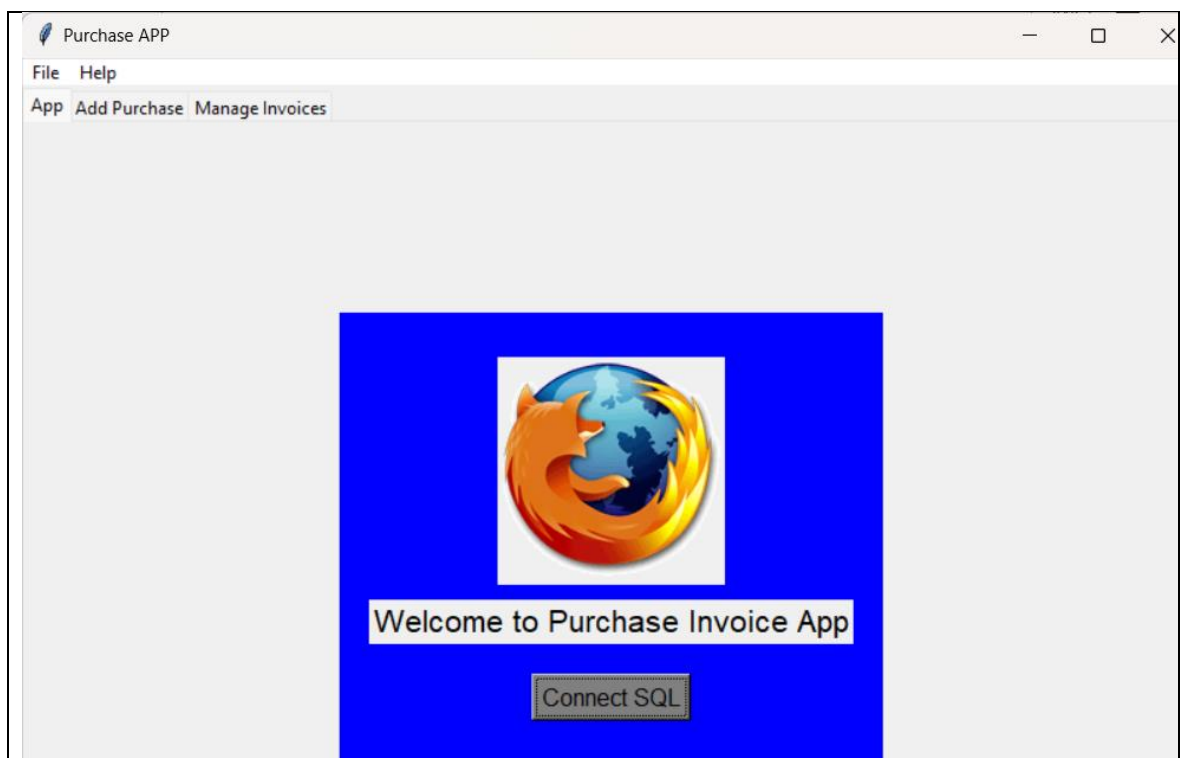 Purchase APP
File Help
App Add Purchase Manage Invoices
Welcome to Purchase Invoice App
Connect SQL